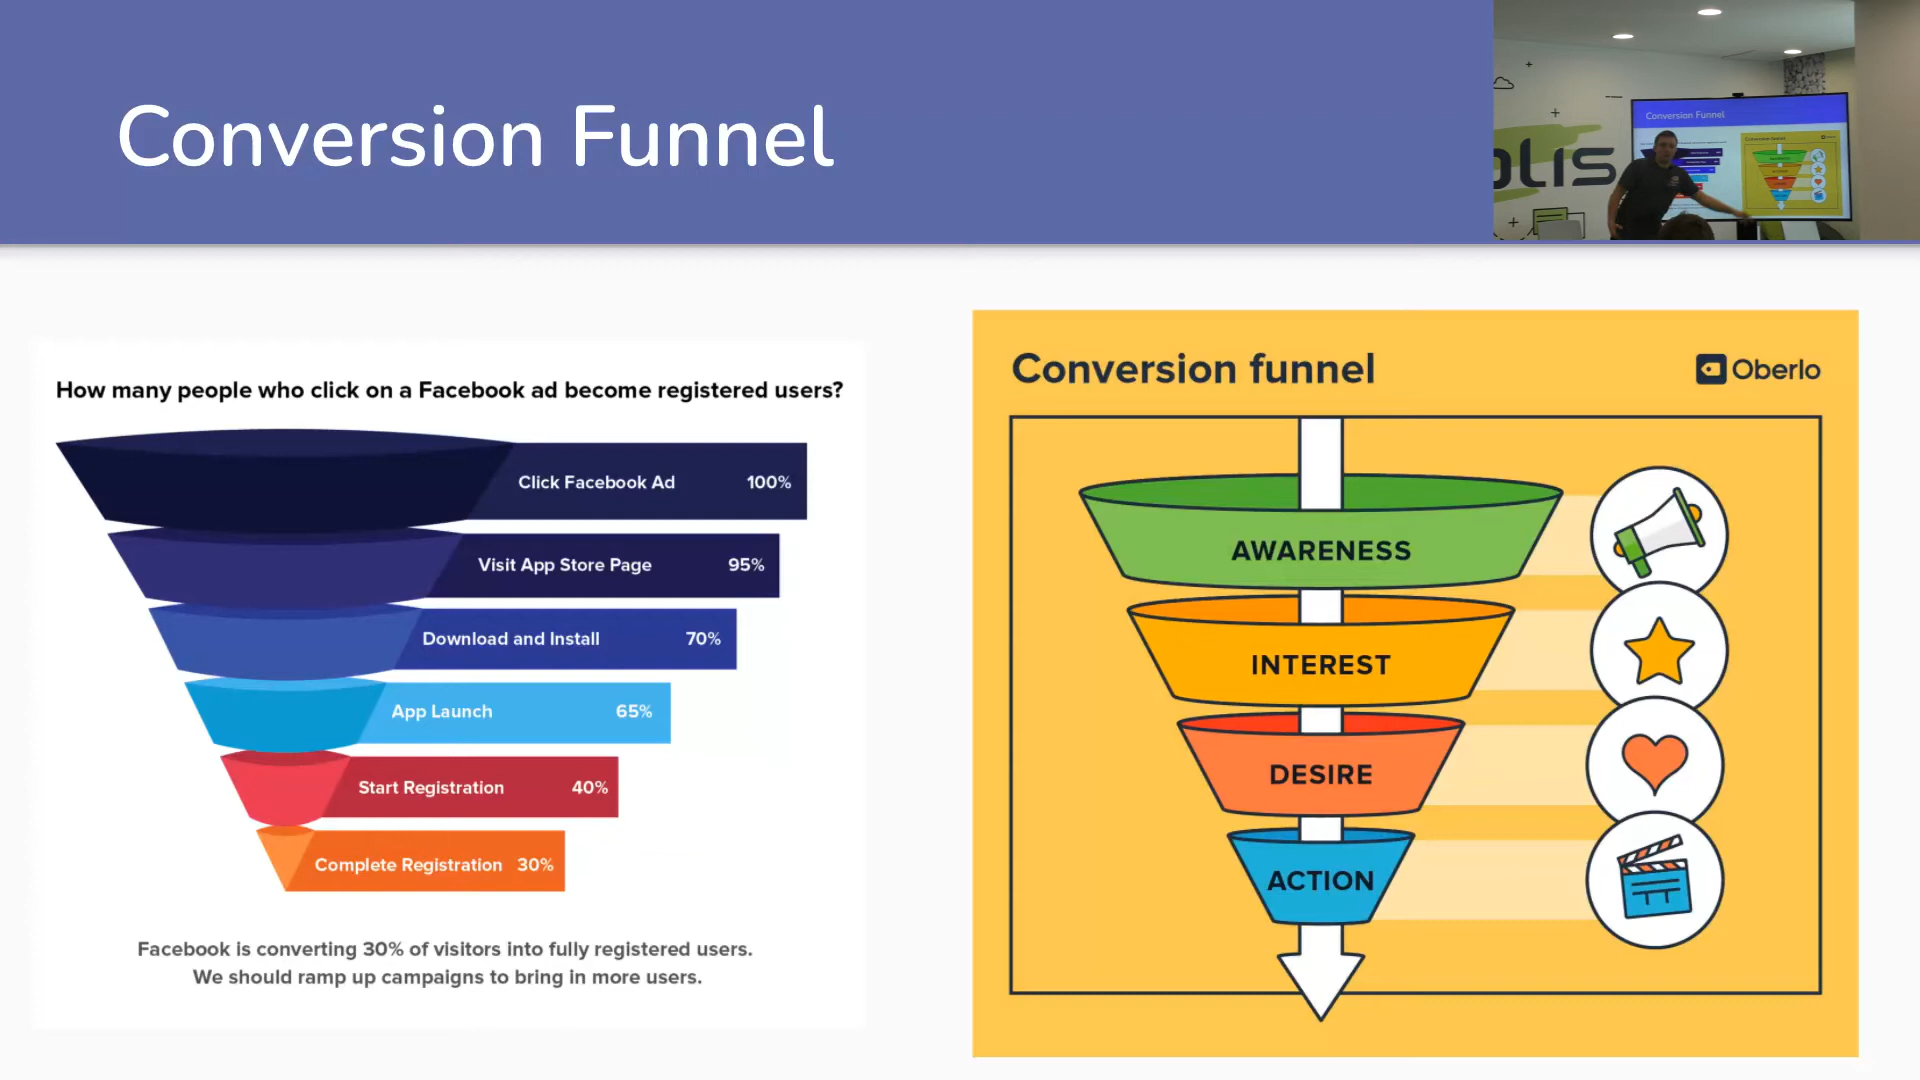 Conversion Funnel
How many people who click on a Facebook ad become registered users?
Click Facebook Ad 100%
Visit App Store Page 95%
Download and Install 70%
App Launch 65%
Start Registration 40%
Complete Registration 30%
Facebook is converting 30% of visitors into fully registered users.
We should ramp up campaigns to bring in more users.
Conversion funnel
Oberlo
AWARENESS
INTEREST
DESIRE
ACTION
Conversion Funnel